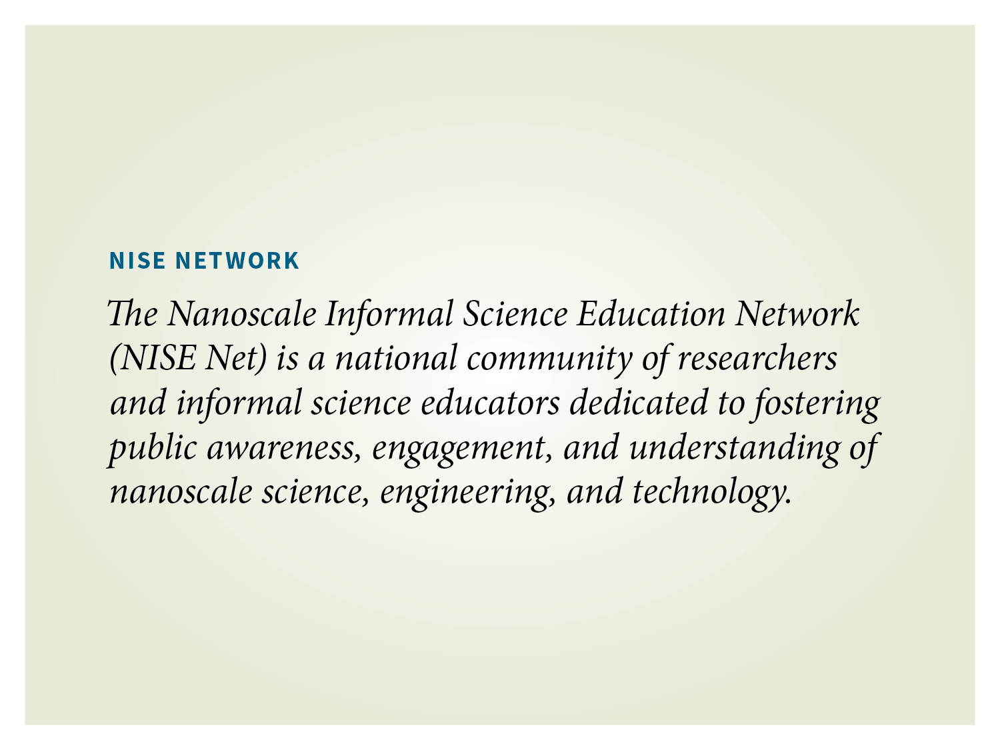 NISE NETWORK
The Nanoscale Informal Science Education Network
(NISE Net) is a national community of researchers
and informal science educators dedicated to fostering
public awareness, engagement, and understanding of
nanoscale science, engineering, and technology.